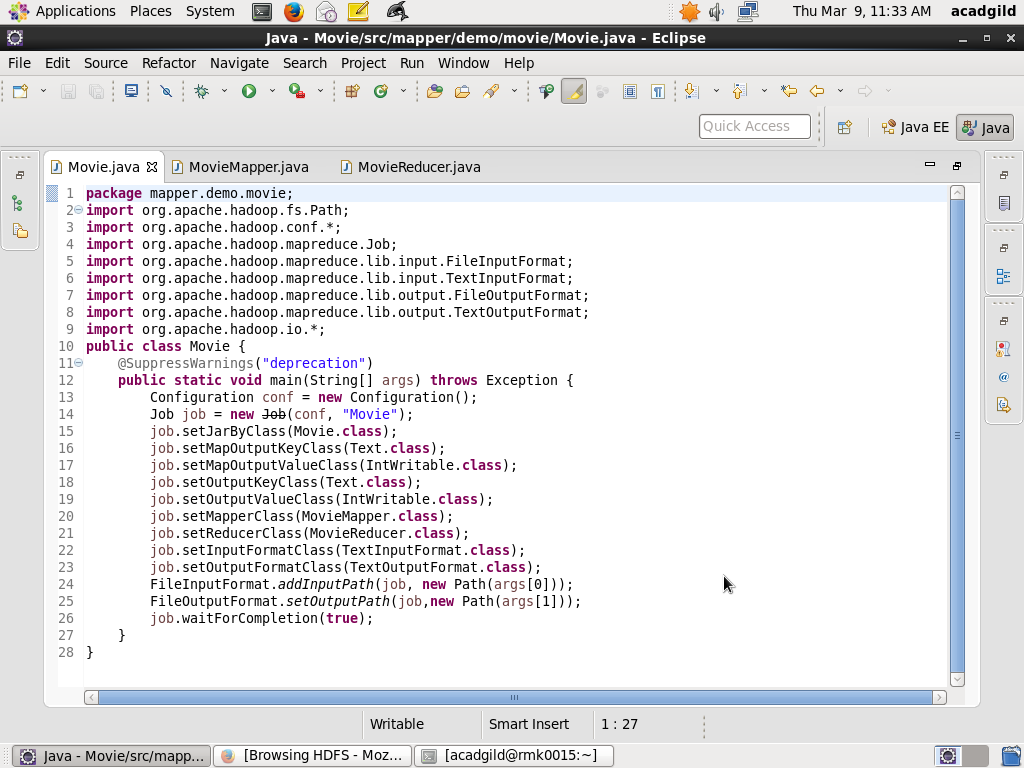 Applications Places System Thu Mar 9, 11:33 AM acadgild
Java - Movie/src/mapper/demo/movie/Movie.java - Eclipse
File Edit Source Refactor Navigate Search Project Run Window Help
Quick Access Java EE Java
Movie.java MovieMapper.java MovieReducer.java
1 package mapper.demo.movie;
2 import org.apache.hadoop.fs.Path;
3 import org.apache.hadoop.conf.*;
4 import org.apache.hadoop.mapreduce.Job;
5 import org.apache.hadoop.mapreduce.lib.input.FileInputFormat;
6 import org.apache.hadoop.mapreduce.lib.input.TextInputFormat;
7 import org.apache.hadoop.mapreduce.lib.output.FileOutputFormat;
8 import org.apache.hadoop.mapreduce.lib.output.TextOutputFormat;
9 import org.apache.hadoop.io.*;
10 public class Movie {
11     @SuppressWarnings("deprecation")
12     public static void main(String[] args) throws Exception {
13         Configuration conf = new Configuration();
14         Job job = new Job(conf, "Movie");
15         job.setJarByClass(Movie.class);
16         job.setMapOutputKeyClass(Text.class);
17         job.setMapOutputValueClass(IntWritable.class);
18         job.setOutputKeyClass(Text.class);
19         job.setOutputValueClass(IntWritable.class);
20         job.setMapperClass(MovieMapper.class);
21         job.setReducerClass(MovieReducer.class);
22         job.setInputFormatClass(TextInputFormat.class);
23         job.setOutputFormatClass(TextOutputFormat.class);
24         FileInputFormat.addInputPath(job, new Path(args[0]));
25         FileOutputFormat.setOutputPath(job,new Path(args[1]));
26         job.waitForCompletion(true);
27     }
28 }
Writable Smart Insert 1 : 27
Java - Movie/src/mapp... [Browsing HDFS - Moz... [acadgild@rmk0015:~]